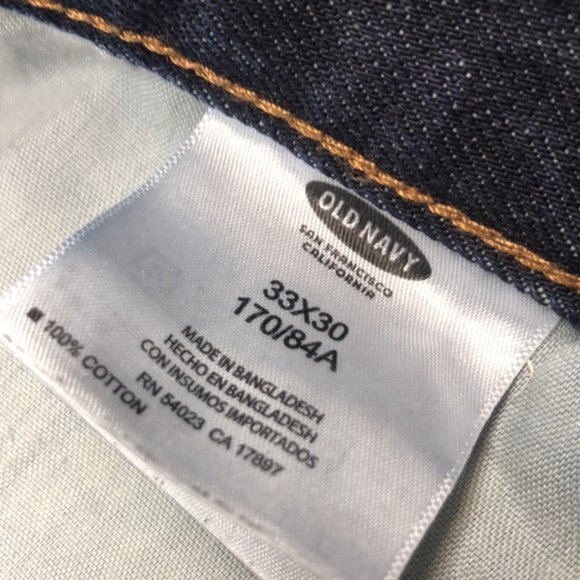 OLD NAVY
SAN FRANCISCO
CALIFORNIA
33X30
170/84A
MADE IN BANGLADESH
HECHO EN BANGLADESH
CON INSUMOS IMPORTADOS
RN 54023 CA 17897
100% COTTON